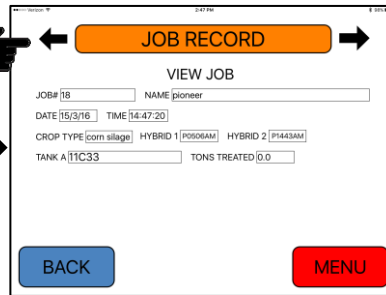 Verizon 2:47 PM
JOB RECORD
VIEW JOB
JOB# 18 NAME pioneer
DATE 15/3/16 TIME 14:47:20
CROP TYPE corn silage HYBRID 1 P0506AM HYBRID 2 P1443AM
TANK A 11C33 TONS TREATED 0.0
BACK MENU